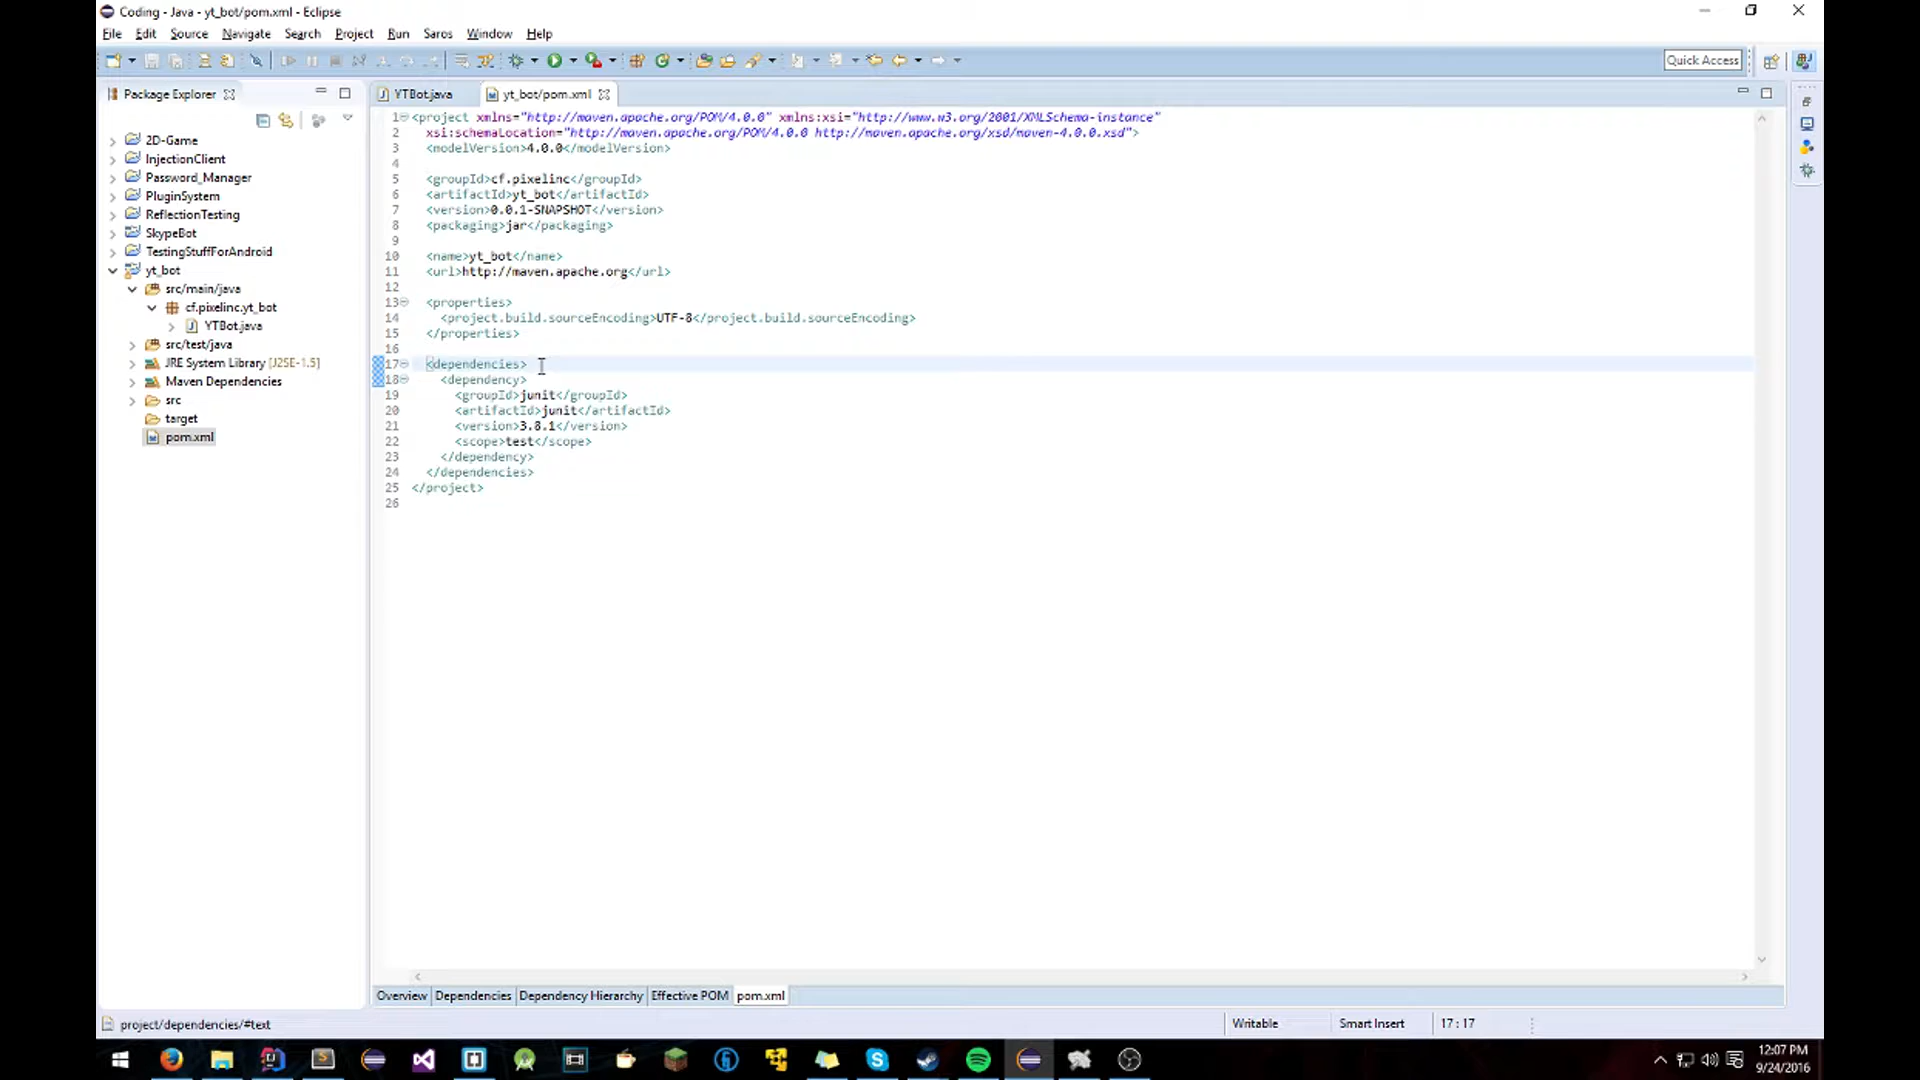 Coding - Java - yt_bot/pom.xml - Eclipse
File Edit Source Navigate Search Project Run Saros Window Help
Quick Access
Package Explorer
YTBot.java
yt_bot/pom.xml
2D-Game
InjectionClient
Password_Manager
PluginSystem
ReflectionTesting
SkypeBot
TestingStuffForAndroid
yt_bot
src/main/java
cf.pixelinc.yt_bot
YTBot.java
src/test/java
JRE System Library [J2SE-1.5]
Maven Dependencies
src
target
pom.xml
1 <project xmlns="http://maven.apache.org/POM/4.0.0" xmlns:xsi="http://www.w3.org/2001/XMLSchema-instance"
2 xsi:schemaLocation="http://maven.apache.org/POM/4.0.0 http://maven.apache.org/xsd/maven-4.0.0.xsd">
3 <modelVersion>4.0.0</modelVersion>
4
5 <groupId>cf.pixelinc</groupId>
6 <artifactId>yt_bot</artifactId>
7 <version>0.0.1-SNAPSHOT</version>
8 <packaging>jar</packaging>
9
10 <name>yt_bot</name>
11 <url>http://maven.apache.org</url>
12
13 <properties>
14 <project.build.sourceEncoding>UTF-8</project.build.sourceEncoding>
15 </properties>
16
17 <dependencies>
18 <dependency>
19 <groupId>junit</groupId>
20 <artifactId>junit</artifactId>
21 <version>3.8.1</version>
22 <scope>test</scope>
23 </dependency>
24 </dependencies>
25 </project>
26
Overview Dependencies Dependency Hierarchy Effective POM pom.xml
project/dependencies/#text
Writable
Smart Insert
17 : 17
12:07 PM
9/24/2016